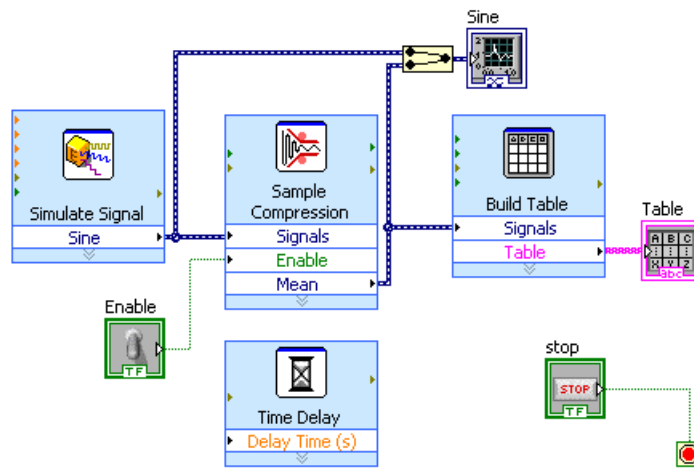 Sine
Simulate Signal
Sine
Sample
Compression
Signals
Enable
Mean
Build Table
Signals
Table
Table
Enable
TF
Time Delay
Delay Time (s)
stop
STOP
TF
A B C
X Y Z
abc